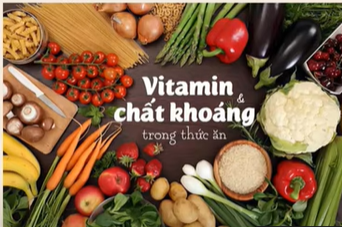 Vitamin
& chất khoáng
trong thức ăn